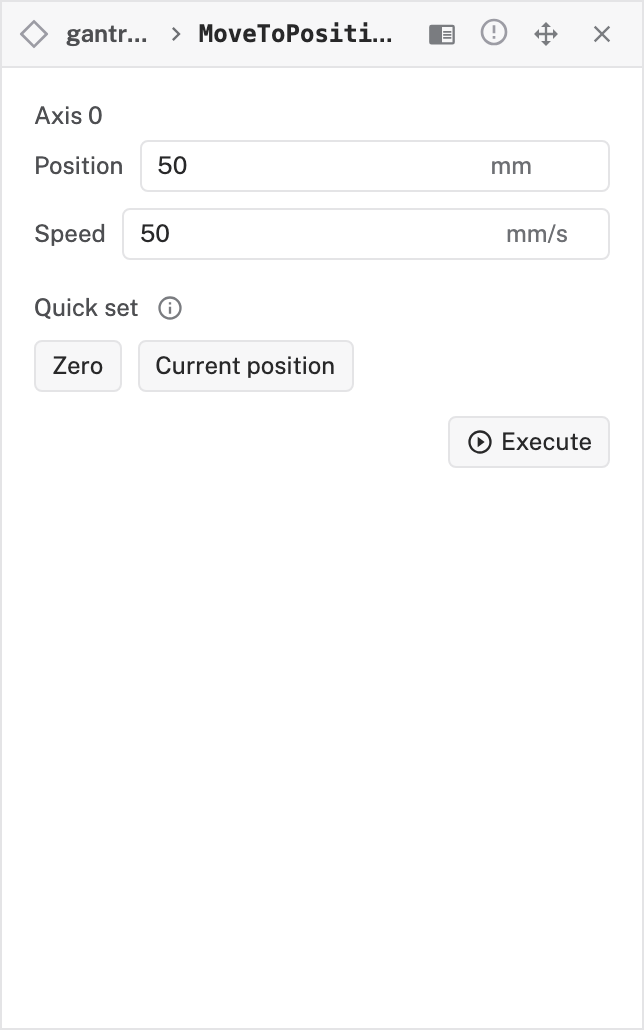 gantr... > MoveToPositi...
Axis 0
Position 50 mm
Speed 50 mm/s
Quick set
Zero Current position
Execute